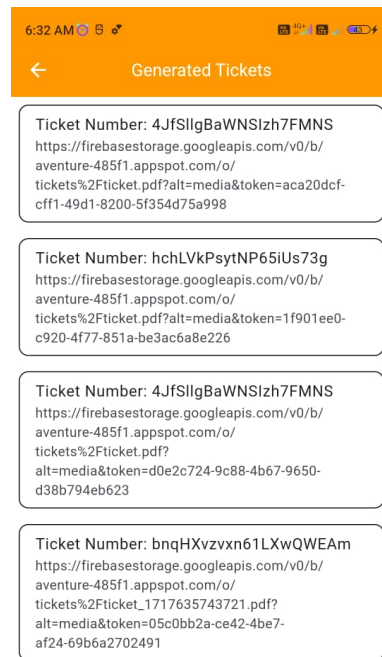 6:32 AM
4G+
43
Generated Tickets
Ticket Number: 4JfSllgBaWNSIzh7FMNS
https://firebasestorage.googleapis.com/v0/b/
aventure-485f1.appspot.com/o/
tickets%2Fticket.pdf?alt=media&token=aca20dcf-
cff1-49d1-8200-5f354d75a998
Ticket Number: hchLVkPsytNP65iUs73g
https://firebasestorage.googleapis.com/v0/b/
aventure-485f1.appspot.com/o/
tickets%2Fticket.pdf?alt=media&token=1f901ee0-
c920-4f77-851a-be3ac6a8e226
Ticket Number: 4JfSllgBaWNSIzh7FMNS
https://firebasestorage.googleapis.com/v0/b/
aventure-485f1.appspot.com/o/
tickets%2Fticket.pdf?
alt=media&token=d0e2c724-9c88-4b67-9650-
d38b794eb623
Ticket Number: bnqHXvzvxn61LXwQWEAm
https://firebasestorage.googleapis.com/v0/b/
aventure-485f1.appspot.com/o/
tickets%2Fticket_1717635743721.pdf?
alt=media&token=05c0bb2a-ce42-4be7-
af24-69b6a2702491